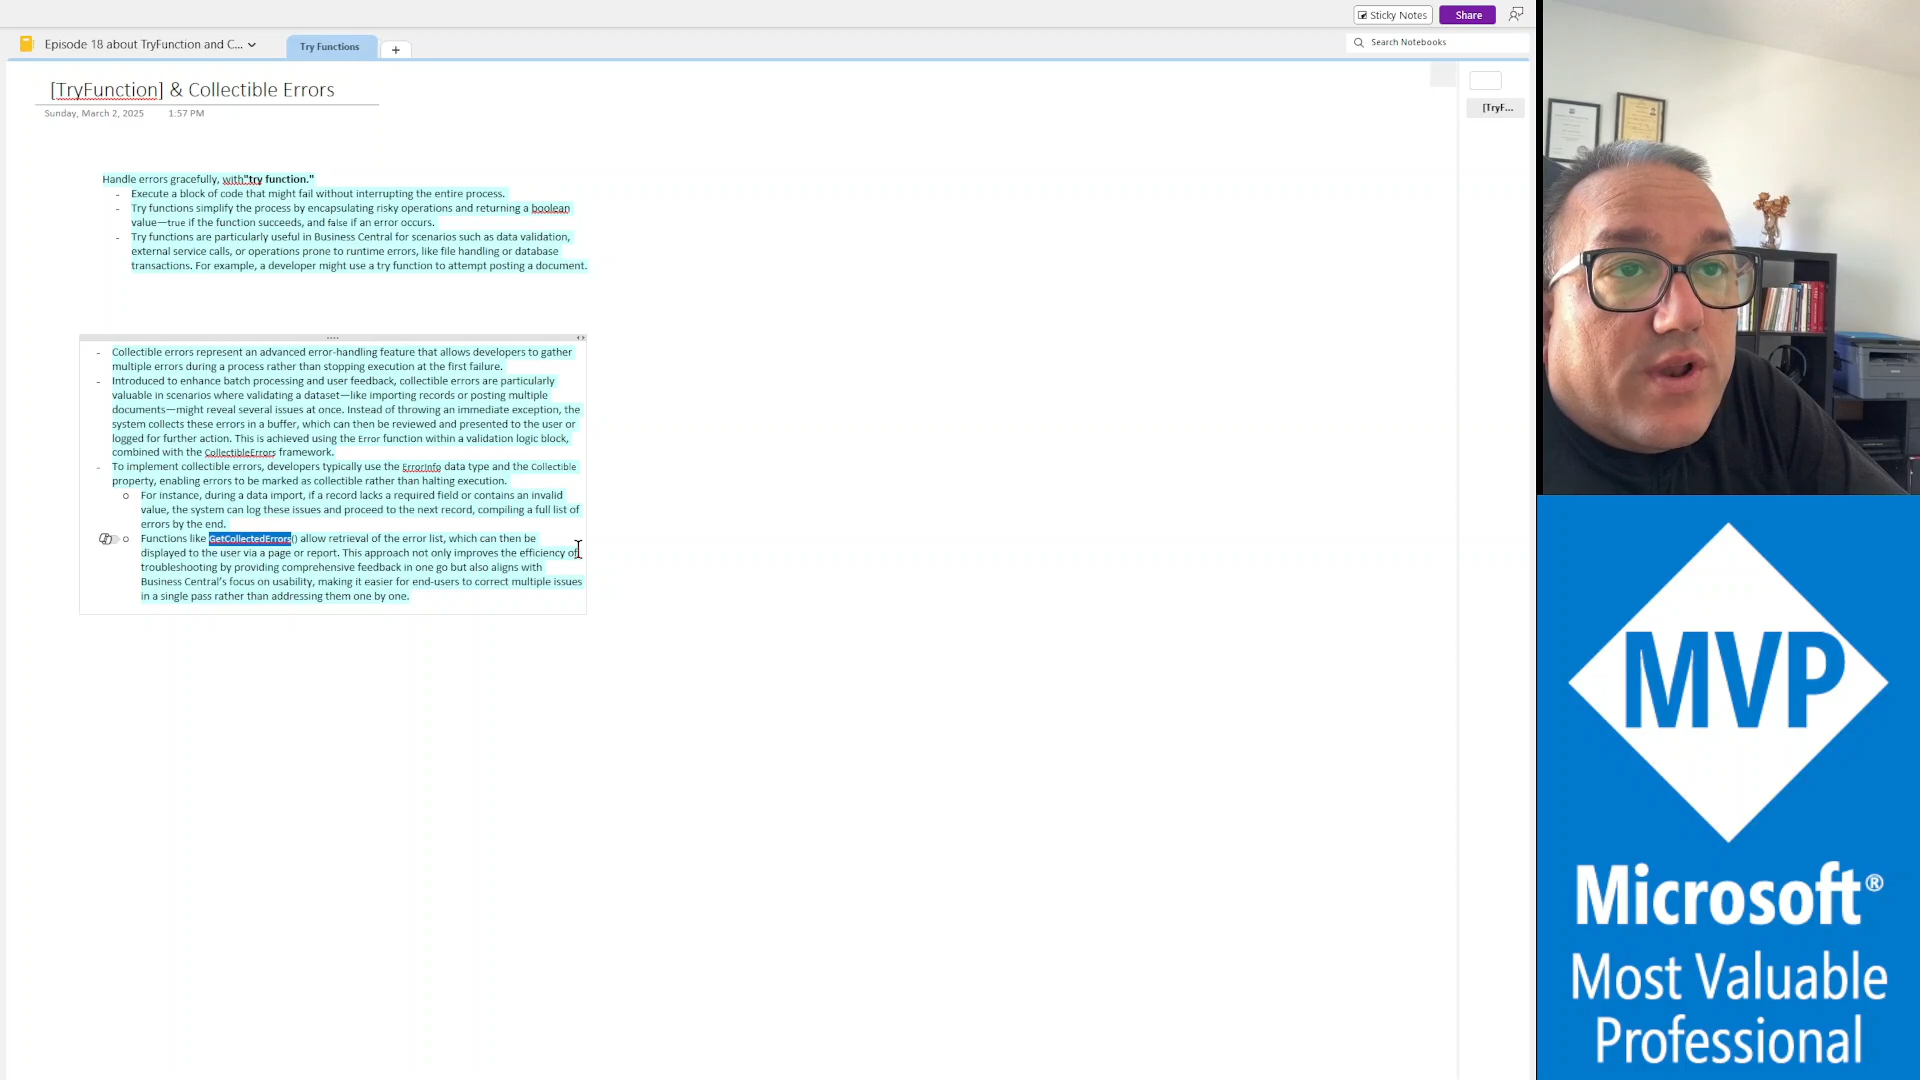 Sticky Notes
Share
Episode 18 about TryFunction and C...
Try Functions
+
Search Notebooks
[TryFunction] & Collectible Errors
Sunday, March 2, 2025 1:57 PM
[TryF...
Handle errors gracefully, with"try function."
- Execute a block of code that might fail without interrupting the entire process.
- Try functions simplify the process by encapsulating risky operations and returning a boolean
value—true if the function succeeds, and false if an error occurs.
- Try functions are particularly useful in Business Central for scenarios such as data validation,
external service calls, or operations prone to runtime errors, like file handling or database
transactions. For example, a developer might use a try function to attempt posting a document.
- Collectible errors represent an advanced error-handling feature that allows developers to gather
multiple errors during a process rather than stopping execution at the first failure.
- Introduced to enhance batch processing and user feedback, collectible errors are particularly
valuable in scenarios where validating a dataset—like importing records or posting multiple
documents—might reveal several issues at once. Instead of throwing an immediate exception, the
system collects these errors in a buffer, which can then be reviewed and presented to the user or
logged for further action. This is achieved using the Error function within a validation logic block,
combined with the CollectibleErrors framework.
- To implement collectible errors, developers typically use the ErrorInfo data type and the Collectible
property, enabling errors to be marked as collectible rather than halting execution.
o For instance, during a data import, if a record lacks a required field or contains an invalid
value, the system can log these issues and proceed to the next record, compiling a full list of
errors by the end.
o Functions like GetCollectedErrors() allow retrieval of the error list, which can then be
displayed to the user via a page or report. This approach not only improves the efficiency of
troubleshooting by providing comprehensive feedback in one go but also aligns with
Business Central's focus on usability, making it easier for end-users to correct multiple issues
in a single pass rather than addressing them one by one.
MVP
Microsoft®
Most Valuable
Professional